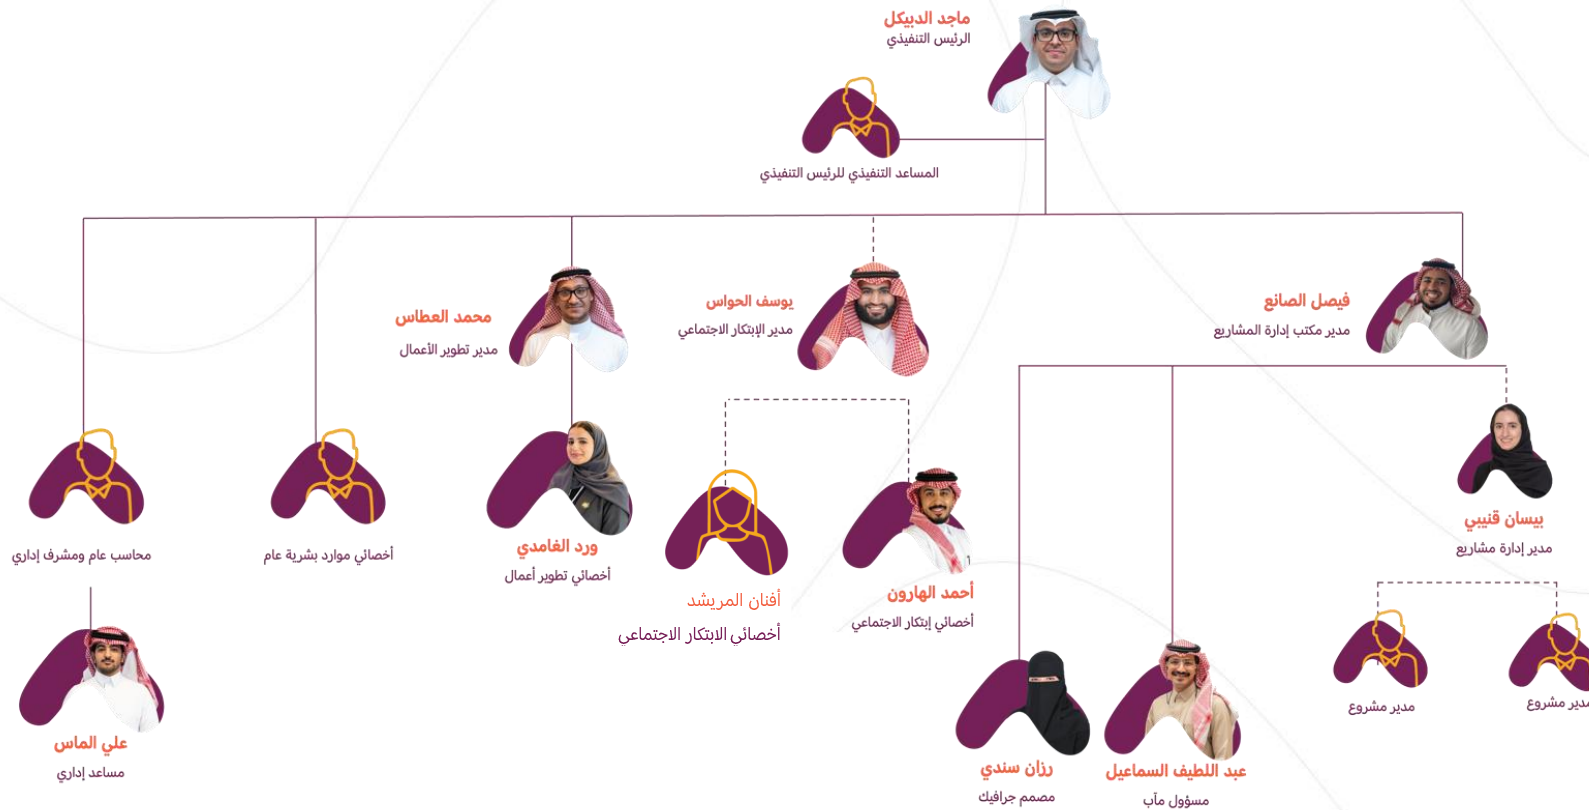 ماجد الدبيكل
الرئيس التنفيذي
المساعد التنفيذي للرئيس التنفيذي
فيصل الصانع
مدير مكتب إدارة المشاريع
يوسف الحواس
مدير الإبتكار الاجتماعي
محمد العطاس
مدير تطوير الأعمال
بيسان قنيبي
مدير إدارة مشاريع
ورد الغامدي
أخصائي تطوير أعمال
أخصائي موارد بشرية عام
محاسب عام ومشرف إداري
أحمد الهارون
أخصائي إبتكار الاجتماعي
أفنان المريشد
أخصائي الابتكار الاجتماعي
مدير مشروع
مدير مشروع
عبد اللطيف السماعيل
مسؤول مآب
رزان سندي
مصمم جرافيك
علي الماس
مساعد إداري